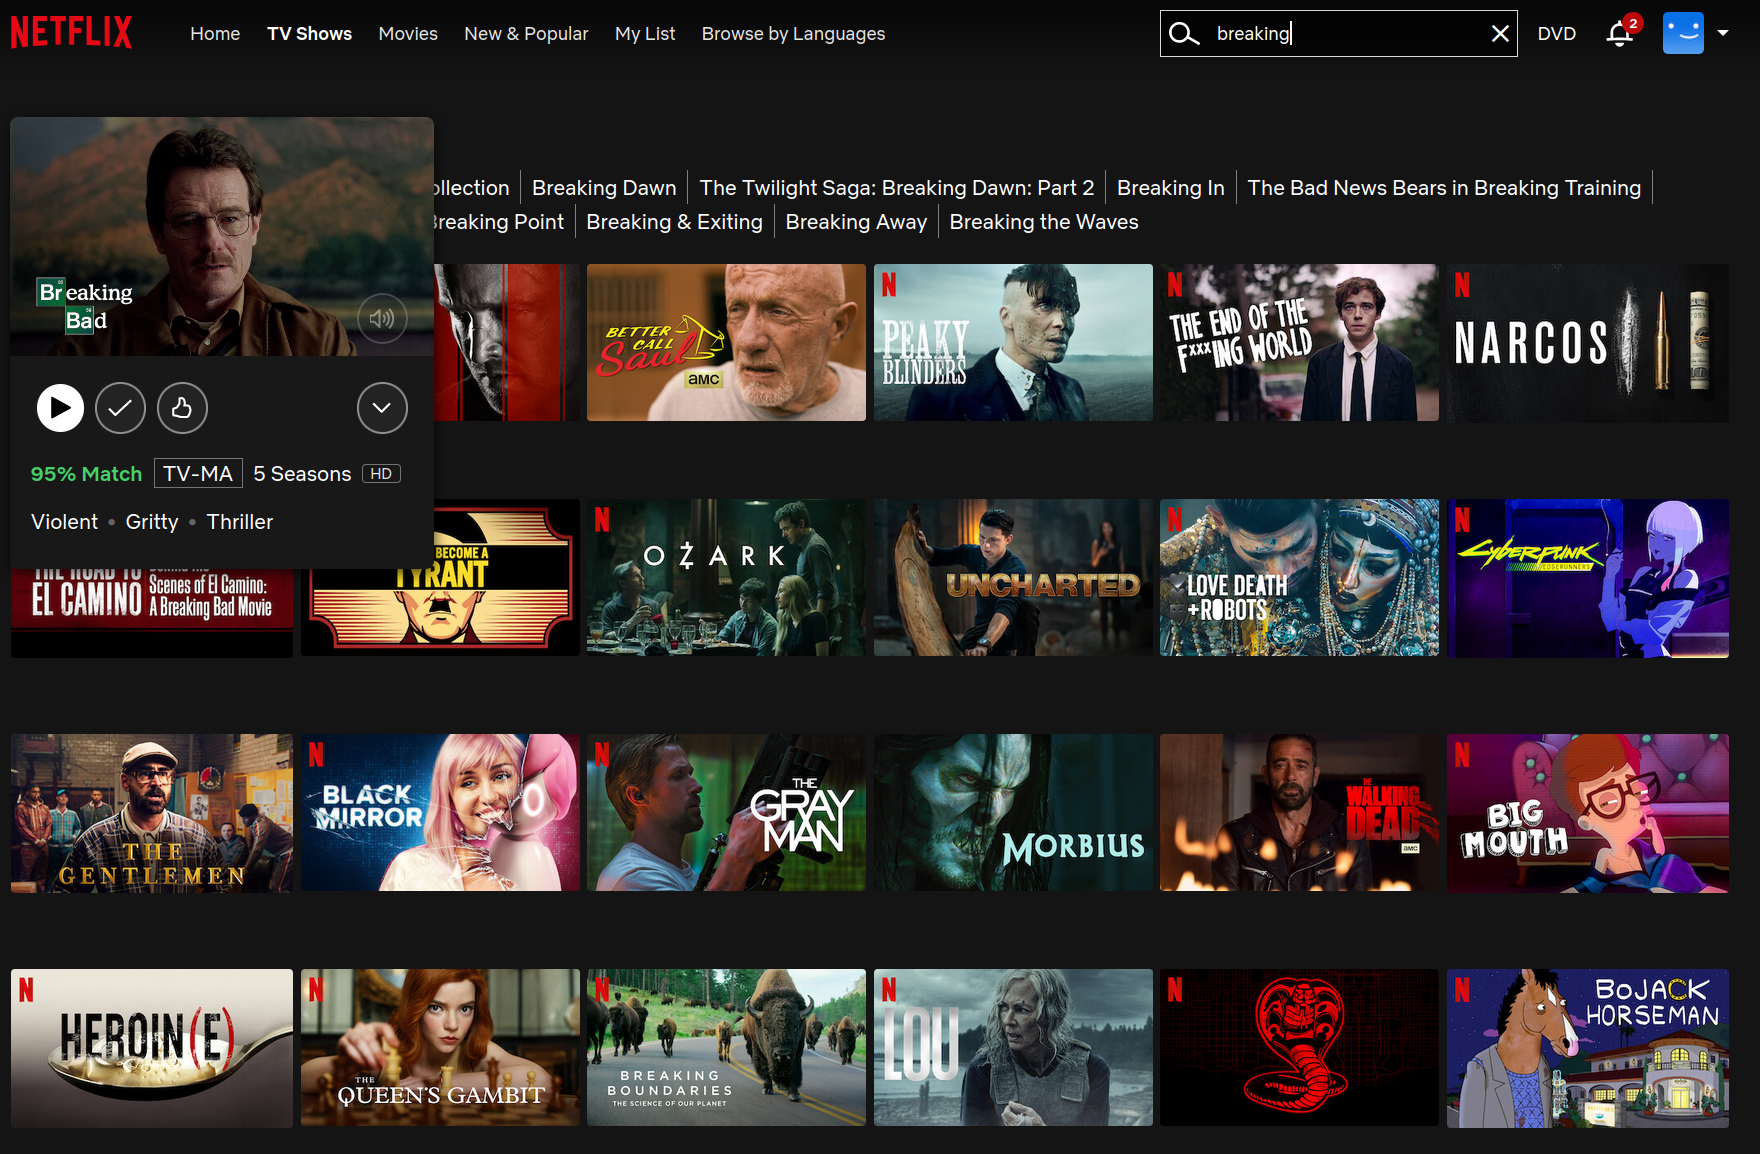 NETFLIX
Home TV Shows Movies New & Popular My List Browse by Languages
breaking
DVD
2
ollection Breaking Dawn The Twilight Saga: Breaking Dawn: Part 2 Breaking In The Bad News Bears in Breaking Training
Breaking Point Breaking & Exiting Breaking Away Breaking the Waves
Breaking
Bad
95% Match TV-MA 5 Seasons HD
Violent • Gritty • Thriller
BETTER
CALL
Saul
amc
N
PEAKY
BLINDERS
N
THE END OF THE
F***ING WORLD
N
NARCOS
THE ROAD TO
EL CAMINO
Scenes of El Camino:
A Breaking Bad Movie
BECOME A
TYRANT
N
OZARK
UNCHARTED
N
LOVE DEATH
+ROBOTS
N
CYBERPUNK
EDGERUNNERS
THE
GENTLEMEN
N
BLACK
MIRROR
N
THE
GRAY
MAN
MORBIUS
THE
WALKING
DEAD
amc
N
BIG
MOUTH
N
HEROIN(E)
N
THE
QUEEN'S GAMBIT
N
BREAKING
BOUNDARIES
THE SCIENCE OF OUR PLANET
N
LOU
N
N
BOJACK
HORSEMAN